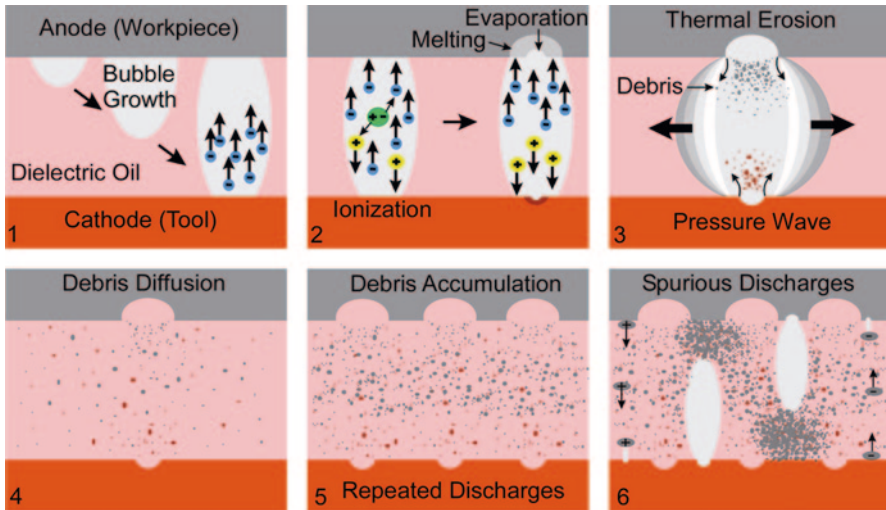 Anode (Workpiece)
Bubble
Growth
Dielectric Oil
Cathode (Tool)
1
Evaporation
Melting
+ -
Ionization
2
Thermal Erosion
Debris
Pressure Wave
3
Debris Diffusion
4
Debris Accumulation
Repeated Discharges
5
Spurious Discharges
6